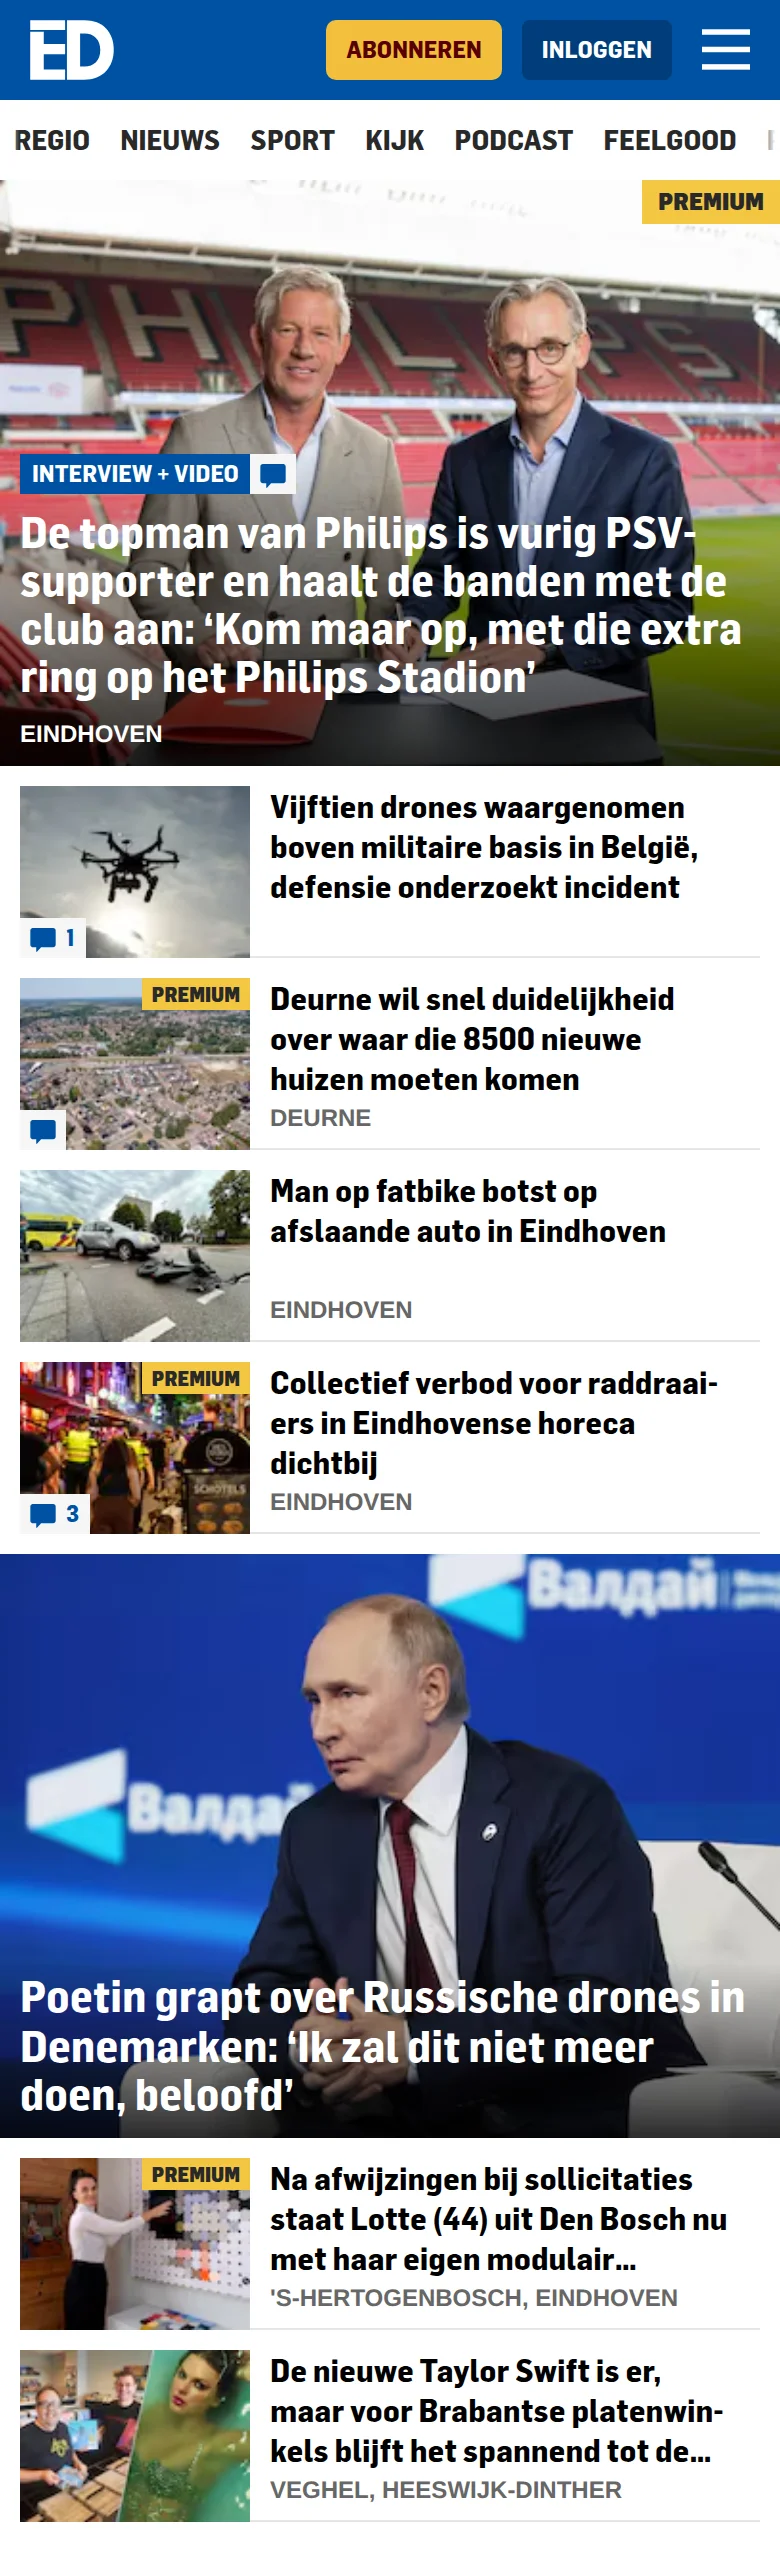 ED
ABONNEREN
INLOGGEN
REGIO NIEUWS SPORT KIJK PODCAST FEELGOOD
PREMIUM
PHILIPS
INTERVIEW + VIDEO
De topman van Philips is vurig PSV-
supporter en haalt de banden met de
club aan: ‘Kom maar op, met die extra
ring op het Philips Stadion’
EINDHOVEN
Vijftien drones waargenomen
boven militaire basis in België,
defensie onderzoekt incident
1
PREMIUM
Deurne wil snel duidelijkheid
over waar die 8500 nieuwe
huizen moeten komen
DEURNE
Man op fatbike botst op
afslaande auto in Eindhoven
EINDHOVEN
PREMIUM
SCHOTELS
3
Collectief verbod voor raddraai-
ers in Eindhovense horeca
dichtbij
EINDHOVEN
Валдай
Валдай
Poetin grapt over Russische drones in
Denemarken: ‘Ik zal dit niet meer
doen, beloofd’
PREMIUM
Na afwijzingen bij sollicitaties
staat Lotte (44) uit Den Bosch nu
met haar eigen modulair...
'S-HERTOGENBOSCH, EINDHOVEN
De nieuwe Taylor Swift is er,
maar voor Brabantse platenwin-
kels blijft het spannend tot de...
VEGHEL, HEESWIJK-DINTHER